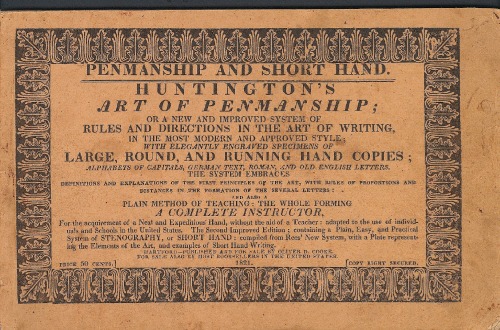 PENMANSHIP AND SHORT HAND.
HUNTINGTON'S
ART OF PENMANSHIP;
OR A NEW AND IMPROVED SYSTEM OF
RULES AND DIRECTIONS IN THE ART OF WRITING,
IN THE MOST MODERN AND APPROVED STYLE;
WITH ELEGANTLY ENGRAVED SPECIMENS OF
LARGE, ROUND, AND RUNNING HAND COPIES;
ALPHABETS OF CAPITALS, GERMAN TEXT, ROMAN, AND OLD ENGLISH LETTERS.
THE SYSTEM EMBRACES
DEFINITIONS AND EXPLANATIONS OF THE FIRST PRINCIPLES OF THE ART, WITH RULES OF PROPORTIONS AND
DISTANCES IN THE FORMATION OF THE SEVERAL LETTERS:
and Also a
PLAIN METHOD OF TEACHING: THE WHOLE FORMING
A COMPLETE INSTRUCTOR,
For the acquirement of a Neat and Expeditious Hand, without the aid of a Teacher: adapted to the use of individ-
uals and Schools in the United States. The Second Improved Edition; containing a Plain, Easy, and Practical
System of STENOGRAPHY, or SHORT HAND: compiled from Rees' New System, with a Plate represent-
ing the Elements of the Art, and examples of Short Hand Writing.
HARTFORD: PUBLISHED AND FOR SALE BY OLIVER D. COOKE.
FOR SALE ALSO BY MOST BOOKSELLERS IN THE UNITED STATES.
PRICE 50 CENTS.] 1821. [COPY RIGHT SECURED.